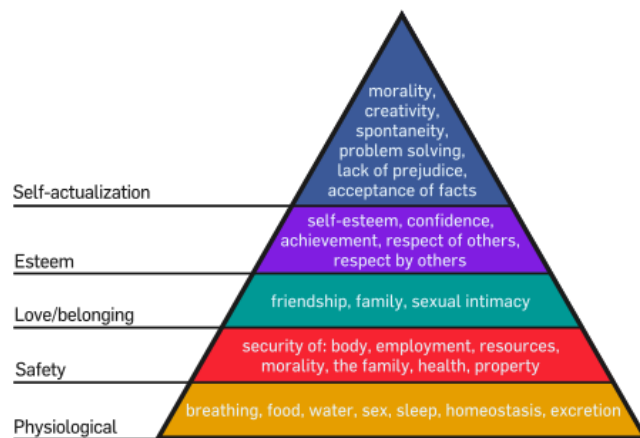 morality,
creativity,
spontaneity,
problem solving,
lack of prejudice,
acceptance of facts
Self-actualization
self-esteem, confidence,
achievement, respect of others,
respect by others
Esteem
friendship, family, sexual intimacy
Love/belonging
security of: body, employment, resources,
morality, the family, health, property
Safety
breathing, food, water, sex, sleep, homeostasis, excretion
Physiological